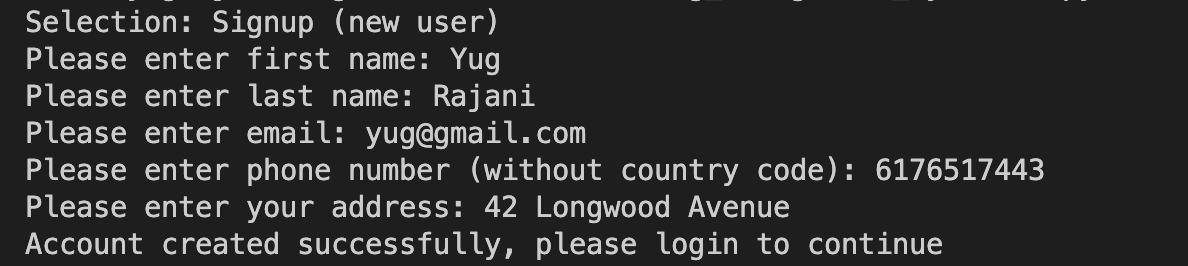 Selection: Signup (new user)
Please enter first name: Yug
Please enter last name: Rajani
Please enter email: yug@gmail.com
Please enter phone number (without country code): 6176517443
Please enter your address: 42 Longwood Avenue
Account created successfully, please login to continue